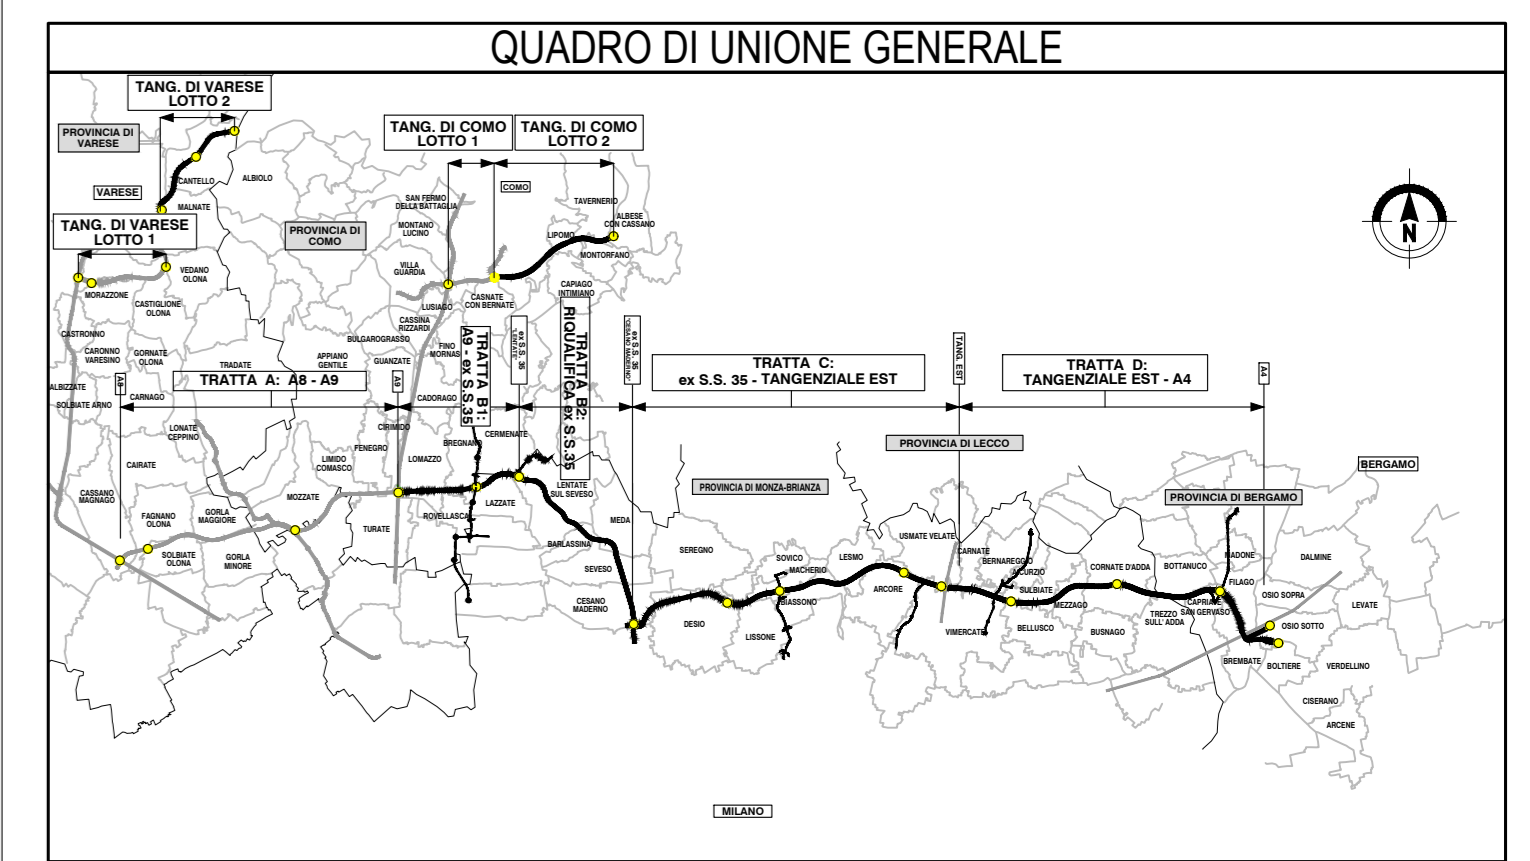 QUADRO DI UNIONE GENERALE
TANG. DI VARESE
LOTTO 2
PROVINCIA DI
VARESE
TANG. DI COMO
LOTTO 1
TANG. DI COMO
LOTTO 2
CANTELLO
ALBIOLO
VARESE
MALNATE
COMO
SAN FERMO
DELLA BATTAGLIA
TAVERNERIO
ALBESE
CON CASSANO
TANG. DI VARESE
LOTTO 1
PROVINCIA DI
COMO
MONTANO
LUCINO
LIPOMO
MONTORFANO
N
VEDANO
OLONA
VILLA
GUARDIA
MORAZZONE
CASTIGLIONE
OLONA
LUSIAGO
CASNATE
CON BERNATE
CAPIAGO
INTIMIANO
CASSINA
RIZZARDI
CASTRONNO
BULGAROGRASSO
FINO
MORNAS
CARONNO
VARESINO
GORNATE
OLONA
TRADATE
APPIANO
GENTILE
GUANZATE
TRATTA B1:
A9 - ex S.S.35
ex S.S. 35
"LENTATE"
TRATTA B2:
RIQUALIFICA ex S.S.35
ex S.S. 35
"CESANO MADERNO"
TRATTA C:
ex S.S. 35 - TANGENZIALE EST
TANG. EST
TRATTA D:
TANGENZIALE EST - A4
A4
ALBIZZATE
A8
TRATTA A: A8 - A9
A9
SOLBIATE ARNO
CARNAGO
CADORAGO
LONATE
CEPPINO
CIRIMIDO
FENEGRO
BREGNANO
CERMENATE
PROVINCIA DI LECCO
CAIRATE
LIMIDO
COMASCO
LOMAZZO
BERGAMO
CASSANO
MAGNAGO
MOZZATE
LENTATE
SUL SEVESO
PROVINCIA DI MONZA-BRIANZA
PROVINCIA DI BERGAMO
FAGNANO
OLONA
GORLA
MAGGIORE
TURATE
ROVELLASCA
LAZZATE
MEDA
SOLBIATE
OLONA
GORLA
MINORE
BARLASSINA
SEVESO
SEREGNO
SOVICO
MACHERIO
LESMO
USMATE VELATE
CARNATE
BERNAREGGIO
AICURZIO
CORNATE D'ADDA
BOTTANUCO
MADONE
FILAGO
DALMINE
CESANO
MADERNO
DESIO
LISSONE
BIASSONO
ARCORE
VIMERCATE
SULBIATE
BELLUSCO
MEZZAGO
BUSNAGO
TREZZO
SULL' ADDA
CAPRIATE
SAN GERVASO
OSIO SOPRA
OSIO SOTTO
LEVATE
BREMBATE
BOLTIERE
VERDELLINO
CISERANO
ARCENE
MILANO